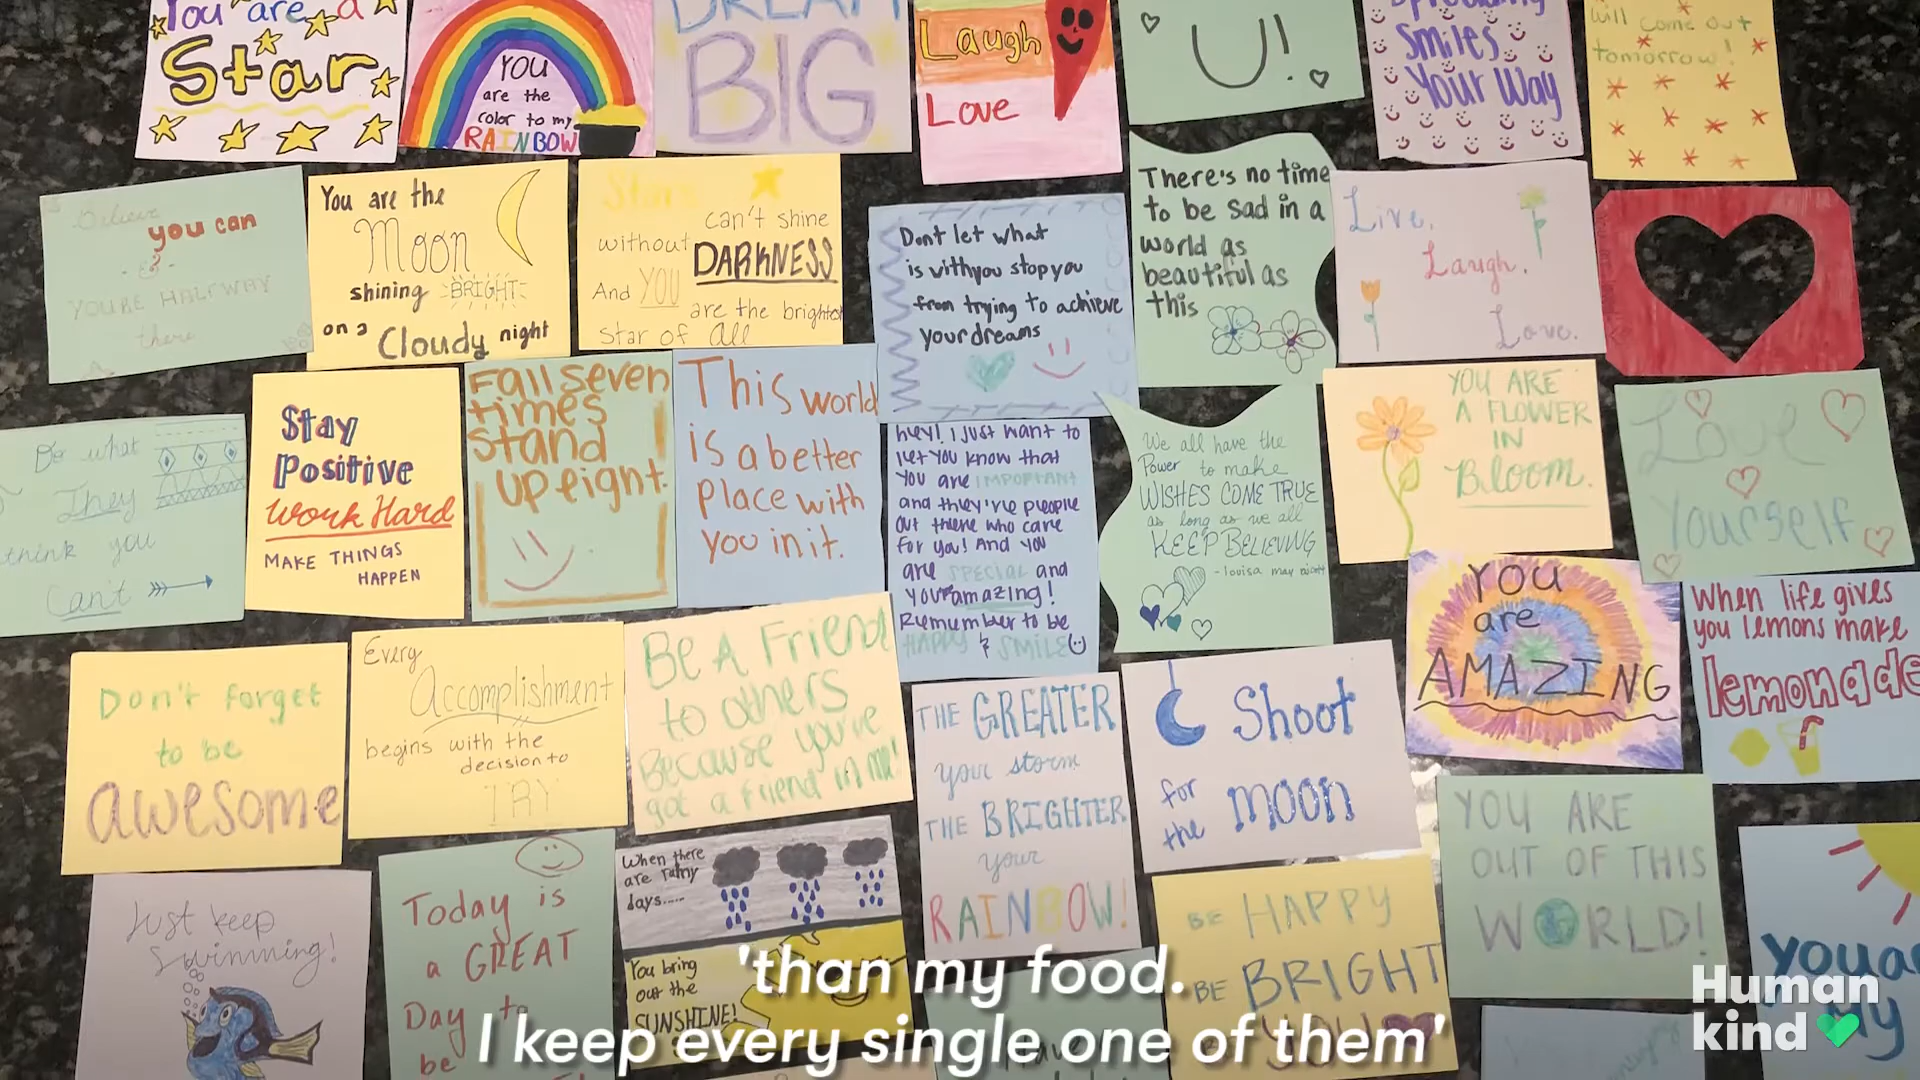 You are a
Star
YOU
are the
color to my
RAINBOW
DREAM
BIG
Laugh
Love
U!
Spreading
Smiles
Your Way
will come out
tomorrow!
Believe
you can
-&-
YOU'RE HALFWAY
there
You are the
Moon
shining BRIGHT
on a Cloudy night
Stars
can't shine
without DARKNESS
And YOU
are the brightest
star of all
Dont let what
is withyou stop you
from trying to achieve
your dreams
There's no time
to be sad in a
world as
beautiful as
this
Live,
Laugh,
Love.
Do what
They
think you
Can't
Stay
Positive
Work Hard
MAKE THINGS
HAPPEN
Fall seven
times
Stand
up eight.
This world
is a better
place with
you in it.
hey! I just want to
let you know that
you are IMPORTANT
and they're people
out there who care
for you! And you
are SPECIAL and
your amazing!
Remember to be
HAPPY & SMILE
We all have the
Power to make
WISHES COME TRUE
as long as we all
KEEP BELIEVING
- louisa may
YOU ARE
A FLOWER
IN
BLOOM.
Love
Yourself
Don't forget
to be
awesome
Every
Accomplishment
begins with the
decision to
TRY
Be A Friend
to others
Because you've
got a friend in me!
THE GREATER
your storm
THE BRIGHTER
your
RAINBOW!
Shoot
for
the moon
You
are
AMAZING
When life gives
you lemons make
lemonade
Just keep
Swimming!
Today is
a GREAT
Day to
be
When there
are rainy
days.....
You bring
out the
SUNSHINE!
BE HAPPY
BE BRIGHT
YOU
YOU ARE
OUT OF THIS
WORLD!
you a
my
'than my food.
I keep every single one of them'
Human
kind